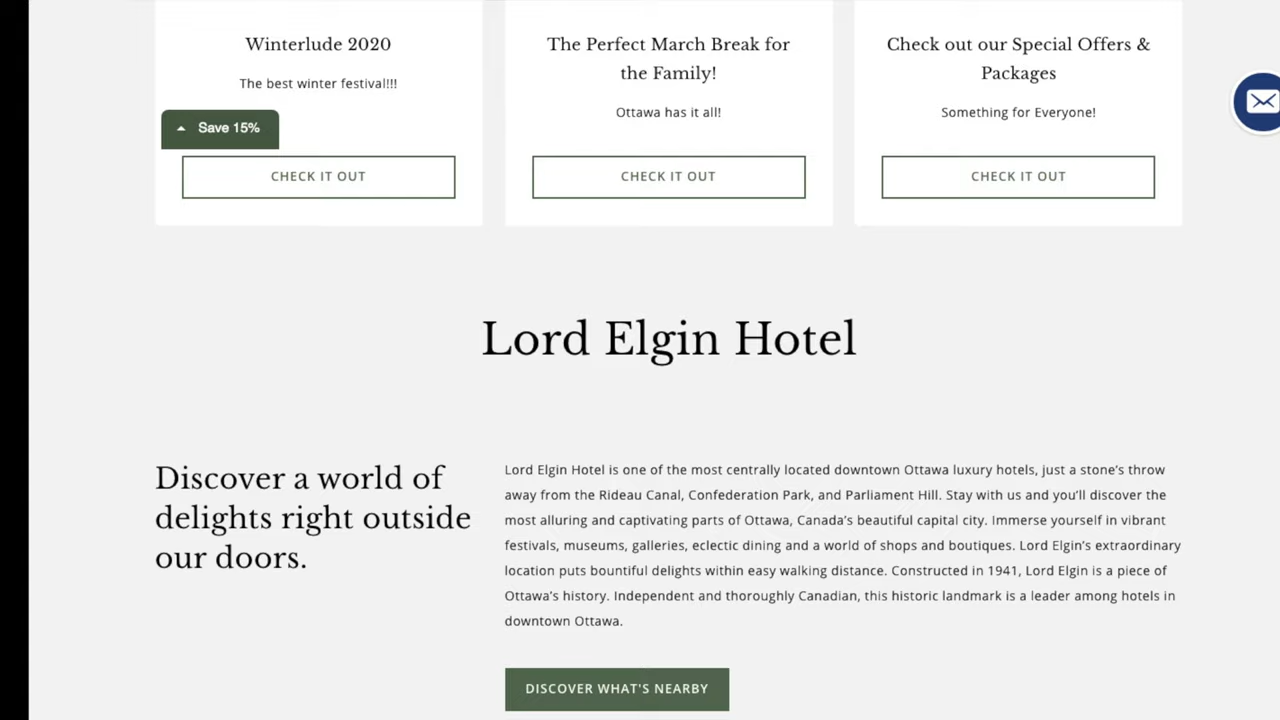 Winterlude 2020
The best winter festival!!!
Save 15%
CHECK IT OUT
The Perfect March Break for
the Family!
Ottawa has it all!
CHECK IT OUT
Check out our Special Offers &
Packages
Something for Everyone!
CHECK IT OUT
Lord Elgin Hotel
Discover a world of
delights right outside
our doors.
Lord Elgin Hotel is one of the most centrally located downtown Ottawa luxury hotels, just a stone’s throw
away from the Rideau Canal, Confederation Park, and Parliament Hill. Stay with us and you’ll discover the
most alluring and captivating parts of Ottawa, Canada’s beautiful capital city. Immerse yourself in vibrant
festivals, museums, galleries, eclectic dining and a world of shops and boutiques. Lord Elgin’s extraordinary
location puts bountiful delights within easy walking distance. Constructed in 1941, Lord Elgin is a piece of
Ottawa’s history. Independent and thoroughly Canadian, this historic landmark is a leader among hotels in
downtown Ottawa.
DISCOVER WHAT'S NEARBY